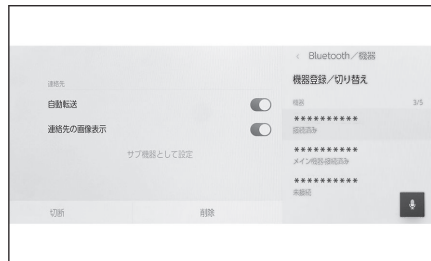 < Bluetooth／機器
機器登録／切り替え
連絡先
自動転送
連絡先の画像表示
サブ機器として設定
切断
削除
機器
3/5
**********
接続済み
**********
メイン機器接続済み
**********
未接続